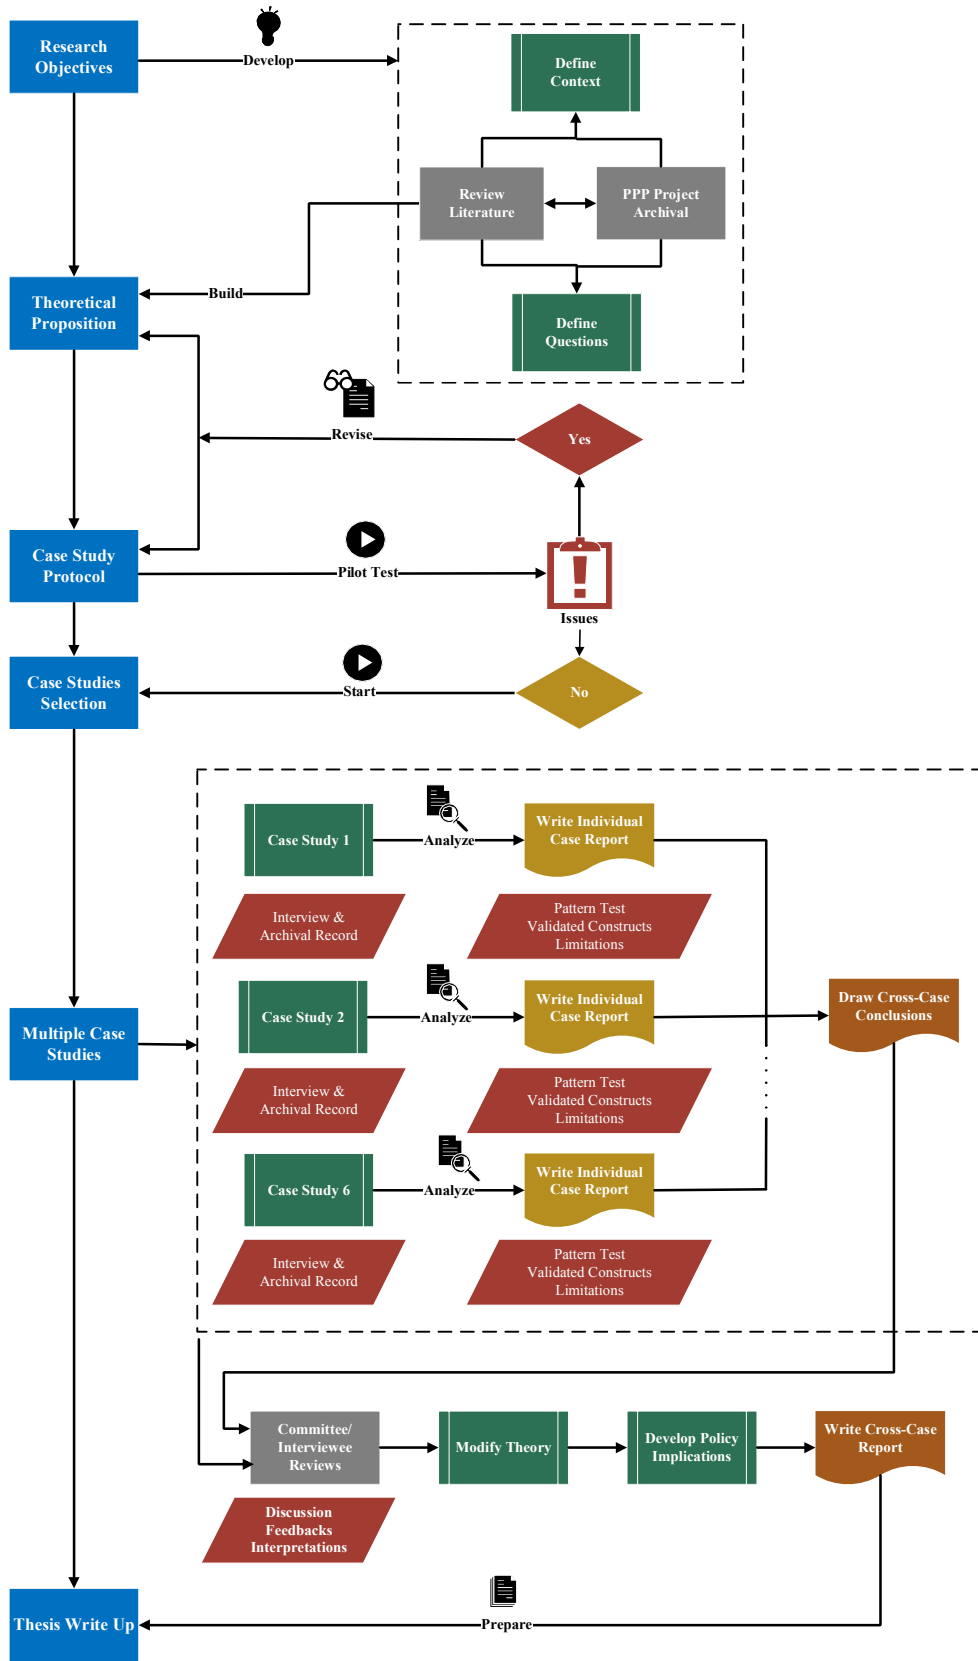 Research
Objectives
Develop
Define
Context
Review
Literature
PPP Project
Archival
Build
Theoretical
Proposition
Define
Questions
Revise
Yes
Case Study
Protocol
Pilot Test
Issues
Case Studies
Selection
Start
No
Case Study 1
Analyze
Write Individual
Case Report
Interview &
Archival Record
Pattern Test
Validated Constructs
Limitations
Multiple Case
Studies
Case Study 2
Analyze
Write Individual
Case Report
Draw Cross-Case
Conclusions
Interview &
Archival Record
Pattern Test
Validated Constructs
Limitations
Case Study 6
Analyze
Write Individual
Case Report
Interview &
Archival Record
Pattern Test
Validated Constructs
Limitations
Committee/
Interviewee
Reviews
Modify Theory
Develop Policy
Implications
Write Cross-Case
Report
Discussion
Feedbacks
Interpretations
Thesis Write Up
Prepare